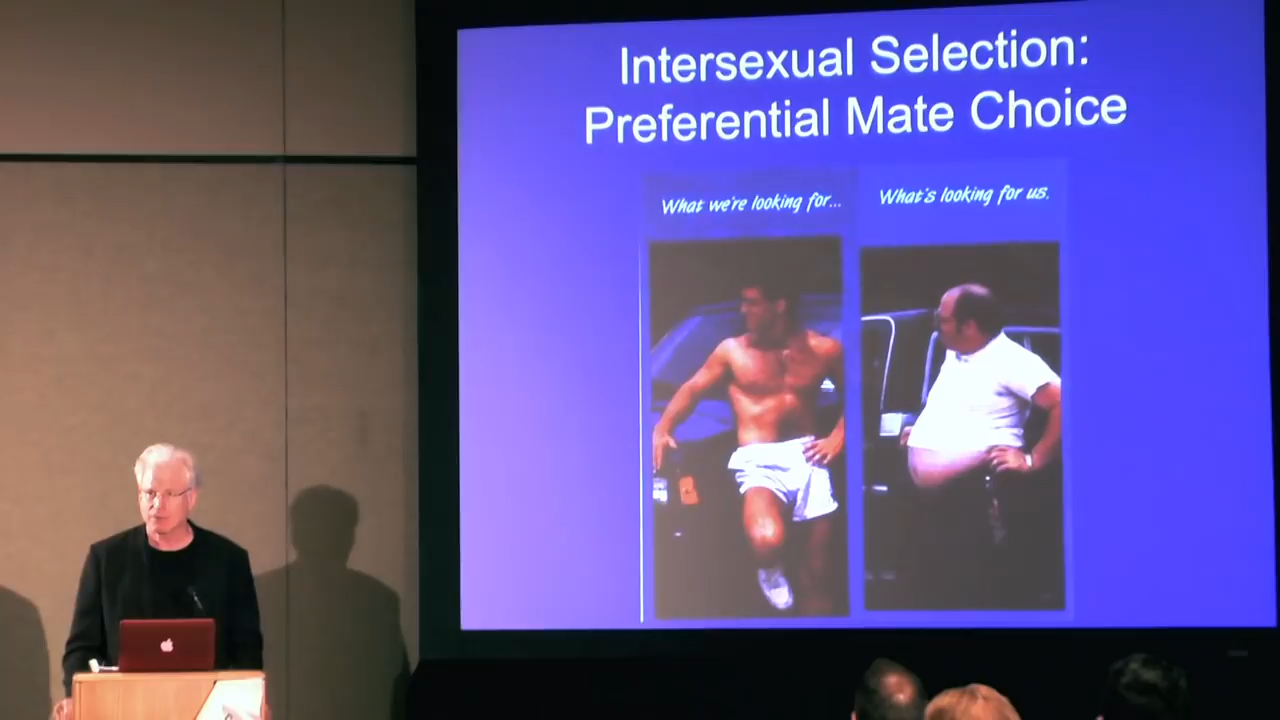 Intersexual Selection:
Preferential Mate Choice
What we're looking for...
What's looking for us.